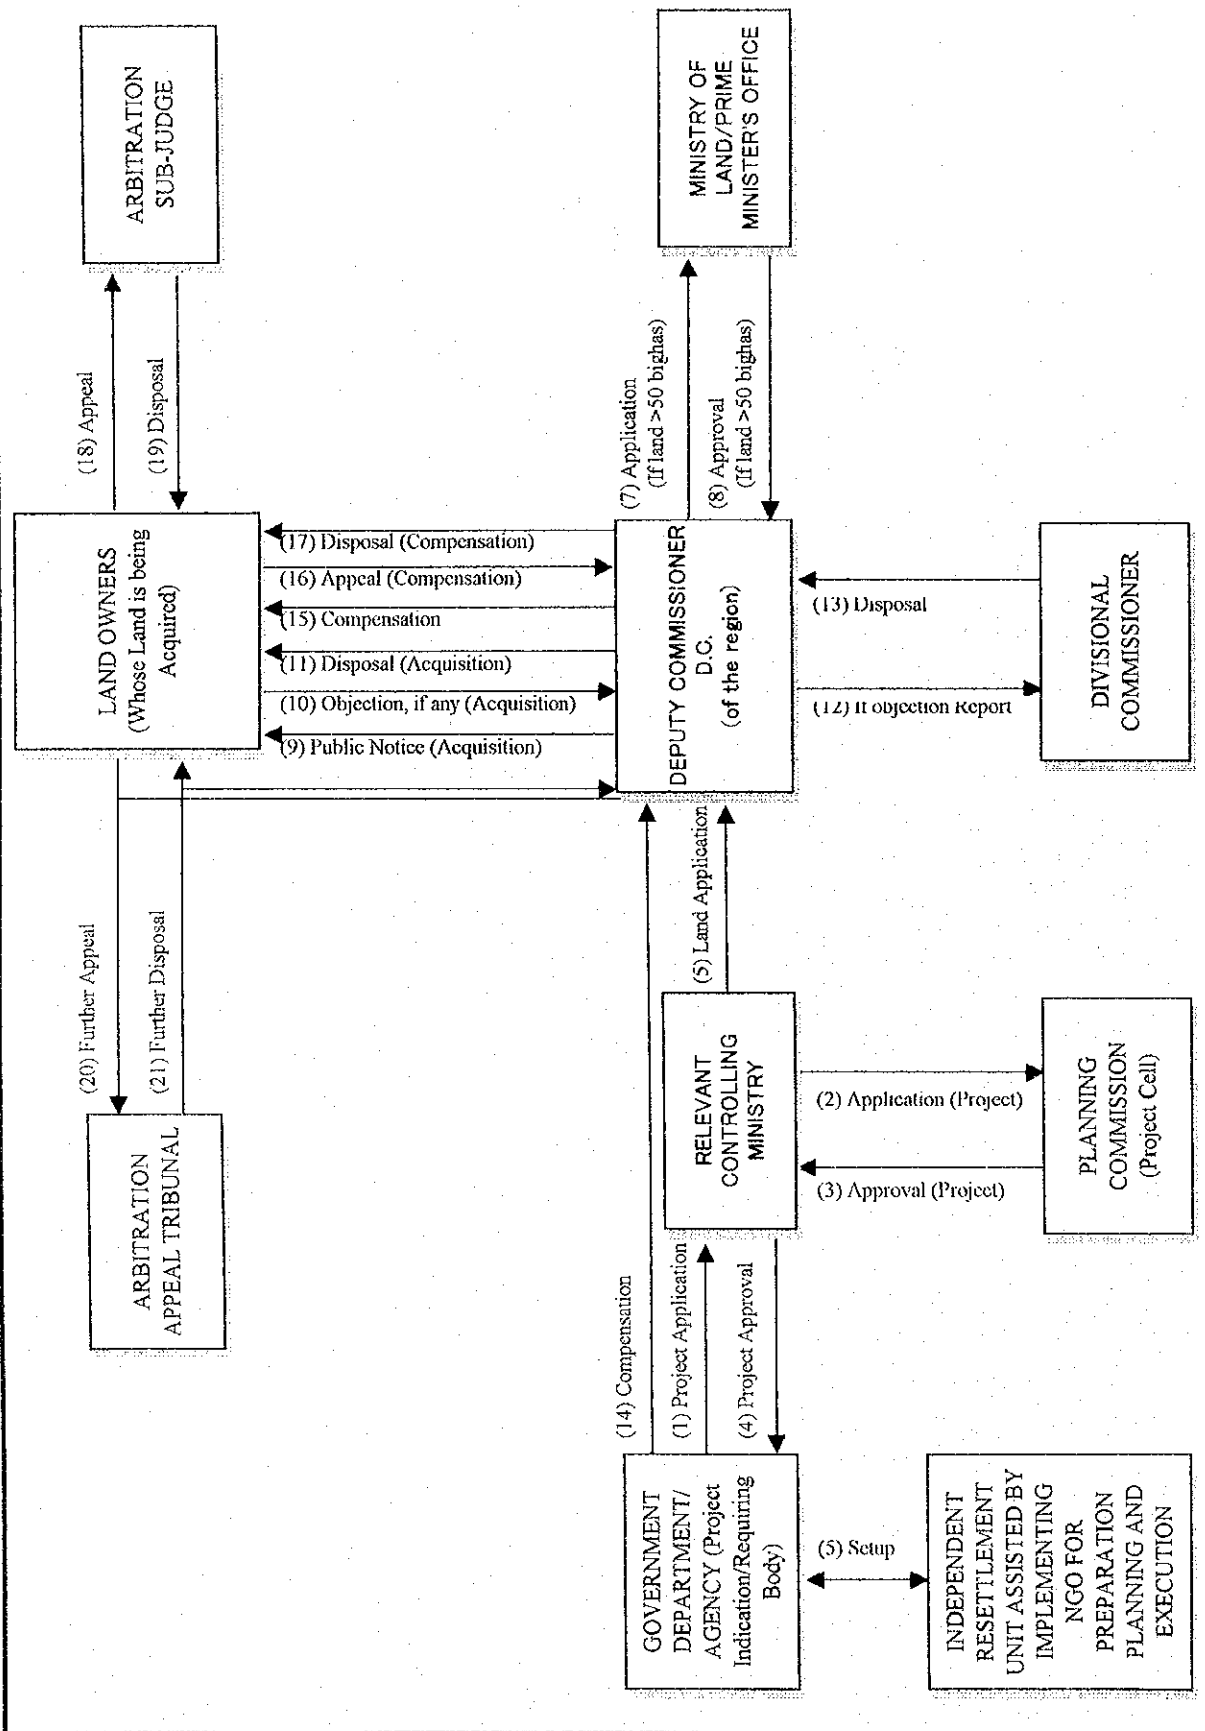 ARBITRATION
SUB-JUDGE
(18) Appeal
(19) Disposal
LAND OWNERS
(Whose Land is being
Acquired)
(20) Further Appeal
(21) Further Disposal
ARBITRATION
APPEAL TRIBUNAL
(17) Disposal (Compensation)
(16) Appeal (Compensation)
(15) Compensation
(11) Disposal (Acquisition)
(10) Objection, if any (Acquisition)
(9) Public Notice (Acquisition)
MINISTRY OF
LAND/PRIME
MINISTER'S OFFICE
(7) Application
(If land >50 bighas)
(8) Approval
(If land >50 bighas)
DEPUTY COMMISSIONER
D.C.
(of the region)
(13) Disposal
(12) If objection Report
DIVISIONAL
COMMISSIONER
(5) Land Application
RELEVANT
CONTROLLING
MINISTRY
(2) Application (Project)
(3) Approval (Project)
PLANNING
COMMISSION
(Project Cell)
(14) Compensation
(1) Project Application
(4) Project Approval
GOVERNMENT
DEPARTMENT/
AGENCY (Project
Indication/Requiring
Body)
(5) Setup
INDEPENDENT
RESETTLEMENT
UNIT ASSISTED BY
IMPLEMENTING
NGO FOR
PREPARATION
PLANNING AND
EXECUTION